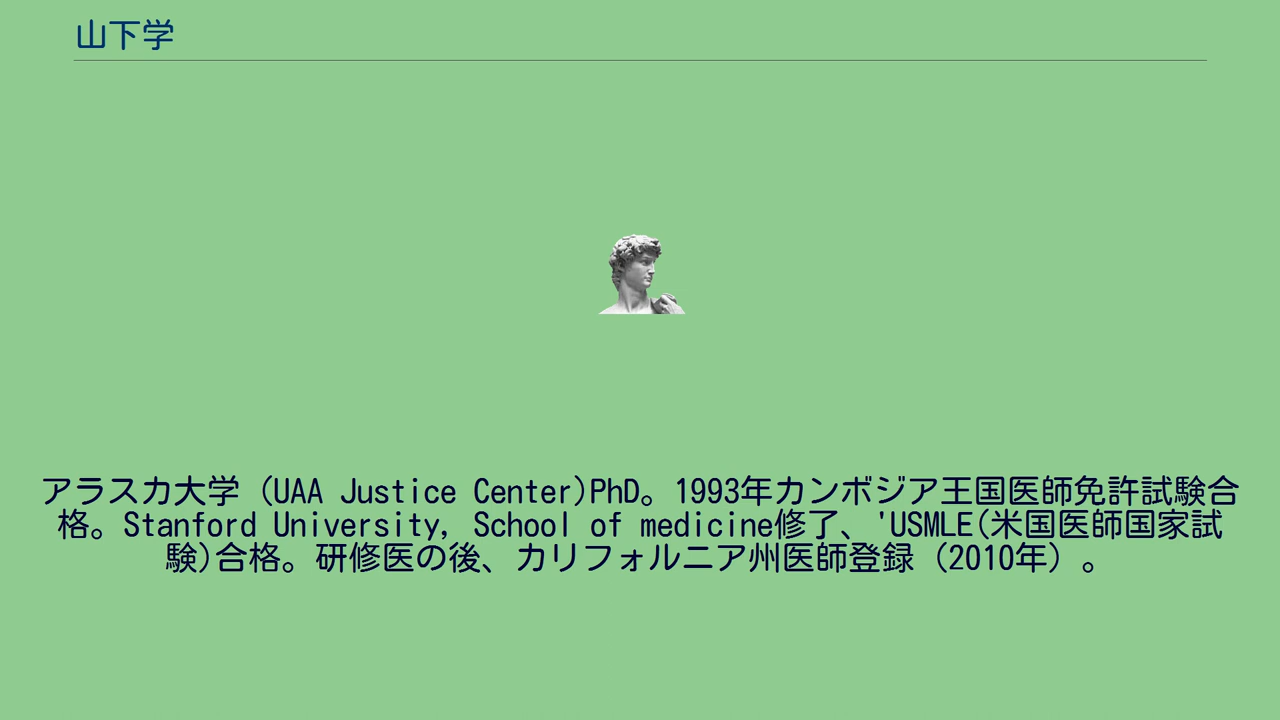 山下学
アラスカ大学（UAA Justice Center)PhD。1993年カンボジア王国医師免許試験合
格。Stanford University, School of medicine修了、'USMLE(米国医師国家試
験)合格。研修医の後、カリフォルニア州医師登録（2010年）。